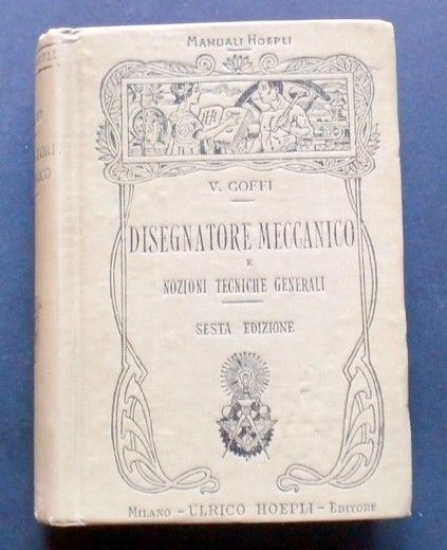 MANUALI HOEPLI
V. GOFFI
DISEGNATORE MECCANICO
E
NOZIONI TECNICHE GENERALI
SESTA EDIZIONE
MILANO - ULRICO HOEPLI - EDITORE